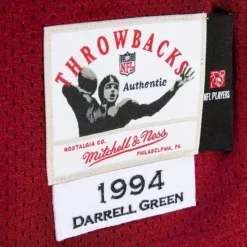 THROWBACKS
NFL
Authentic
NOSTALGIA CO.
Mitchell & Ness
PHILADELPHIA, PA.
NFL PLAYERS
1994
DARRELL GREEN